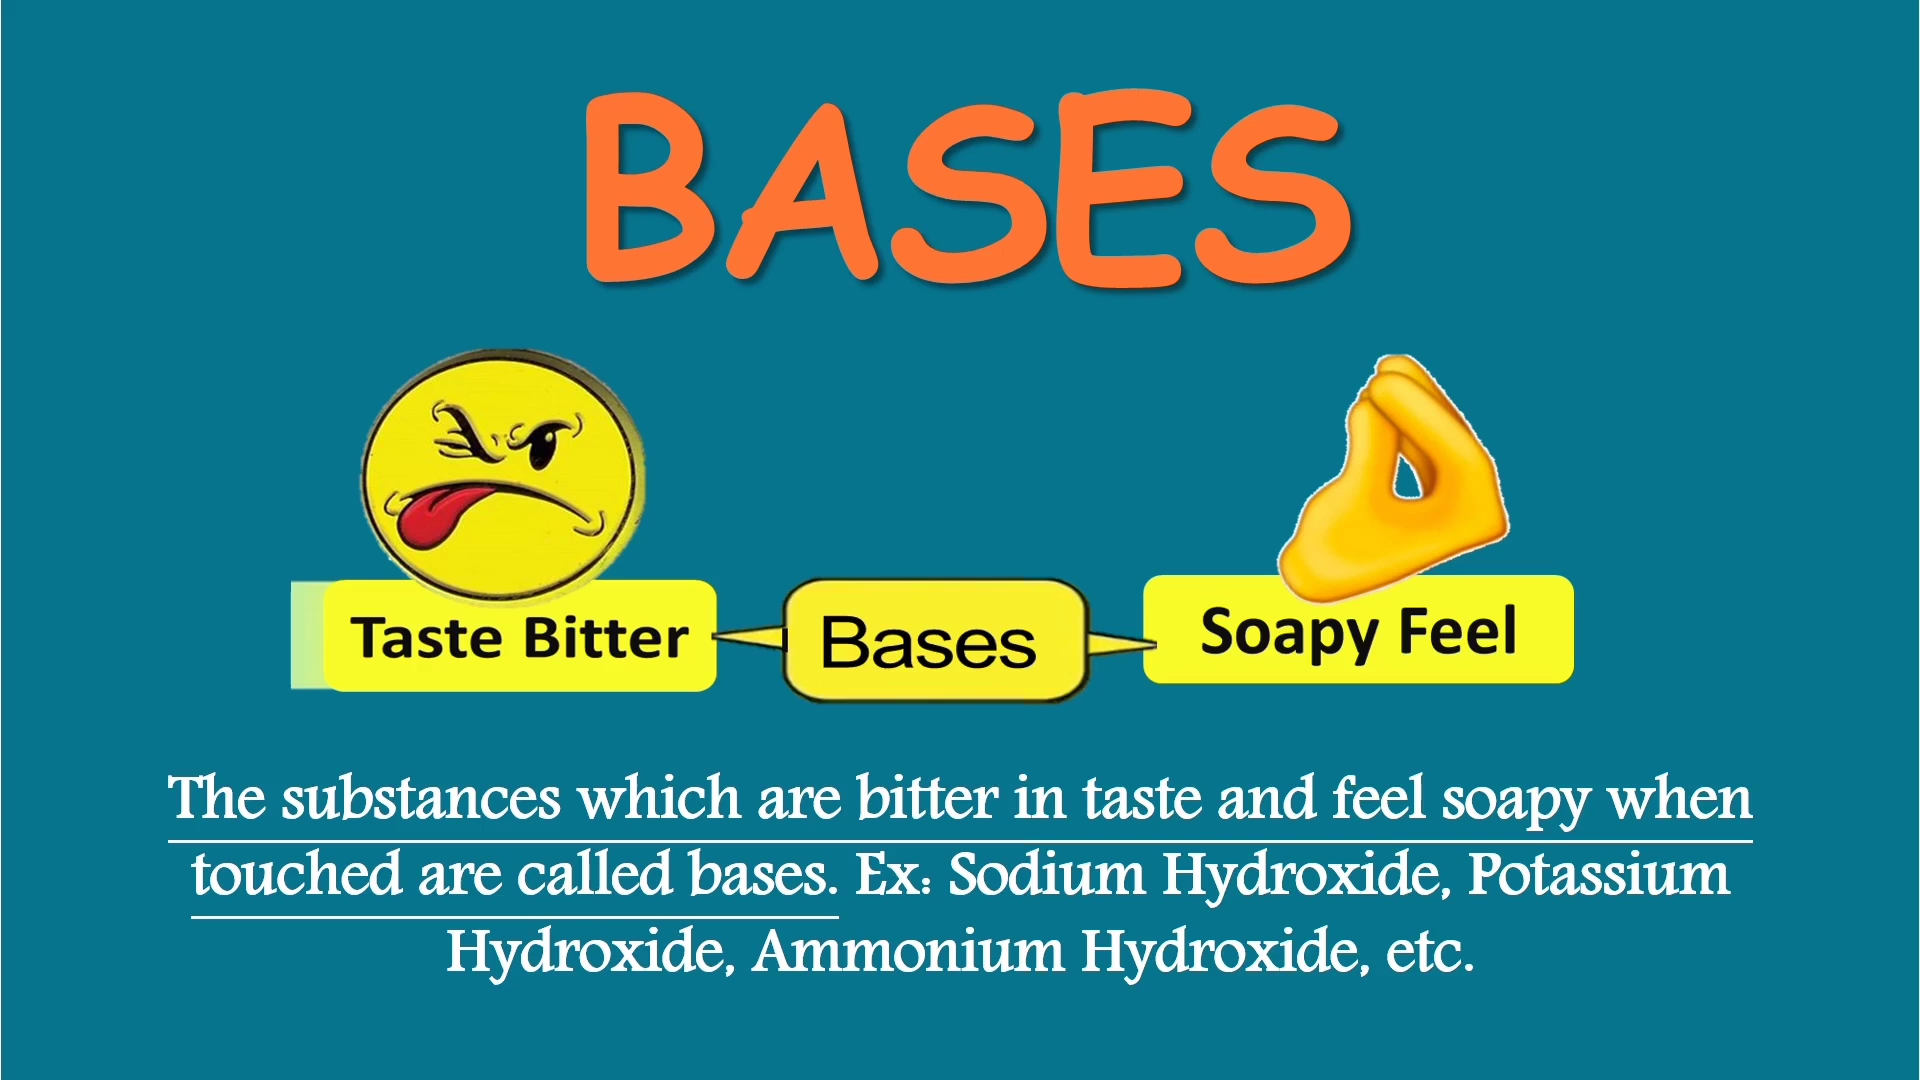 BASES
Taste Bitter
Bases
Soapy Feel
The substances which are bitter in taste and feel soapy when
touched are called bases. Ex: Sodium Hydroxide, Potassium
Hydroxide, Ammonium Hydroxide, etc.